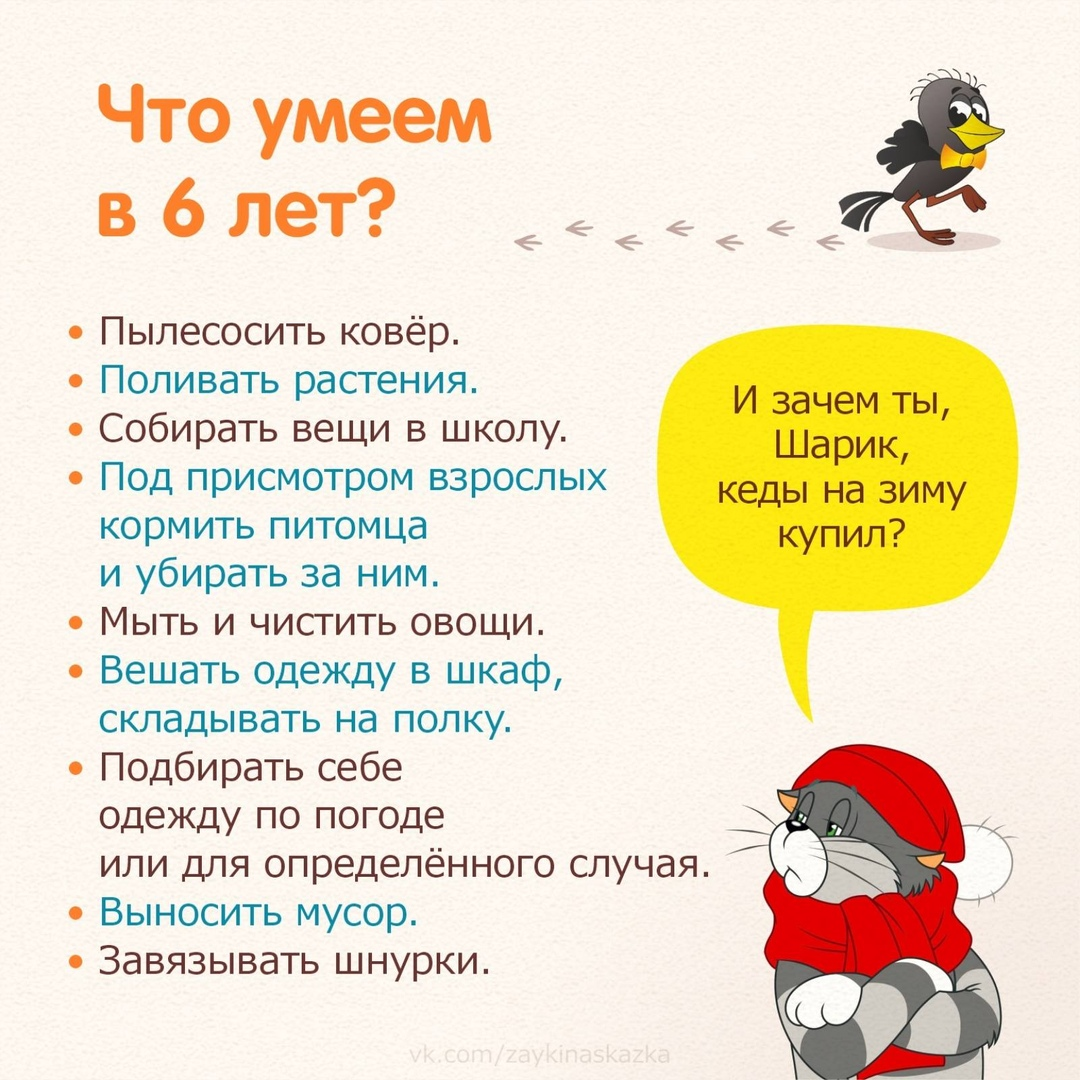 Что умеем
в 6 лет?
• Пылесосить ковёр.
• Поливать растения.
• Собирать вещи в школу.
• Под присмотром взрослых
кормить питомца
и убирать за ним.
• Мыть и чистить овощи.
• Вешать одежду в шкаф,
складывать на полку.
• Подбирать себе
одежду по погоде
или для определённого случая.
• Выносить мусор.
• Завязывать шнурки.
И зачем ты,
Шарик,
кеды на зиму
купил?
vk.com/zaykinaskazka